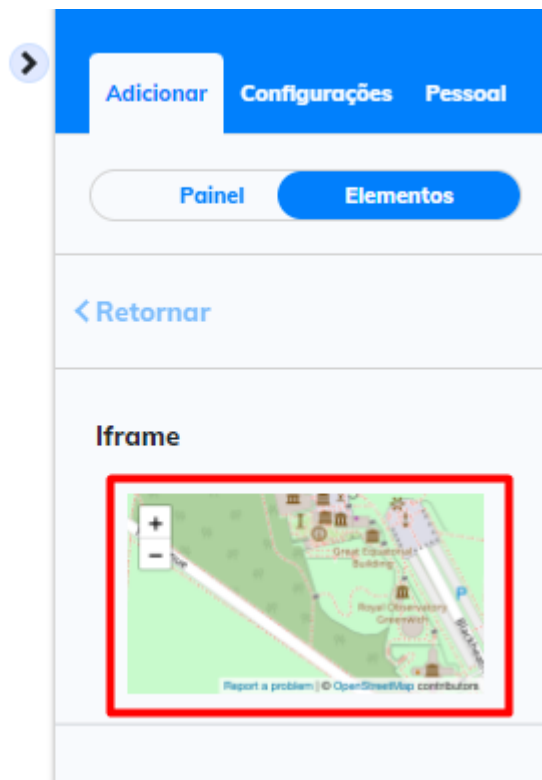 Adicionar Configurações Pessoal
Painel Elementos
Retornar
Iframe
+
−
Great Equatorial
Building
P
Royal Observatory
Greenwich
Report a problem | © OpenStreetMap contributors